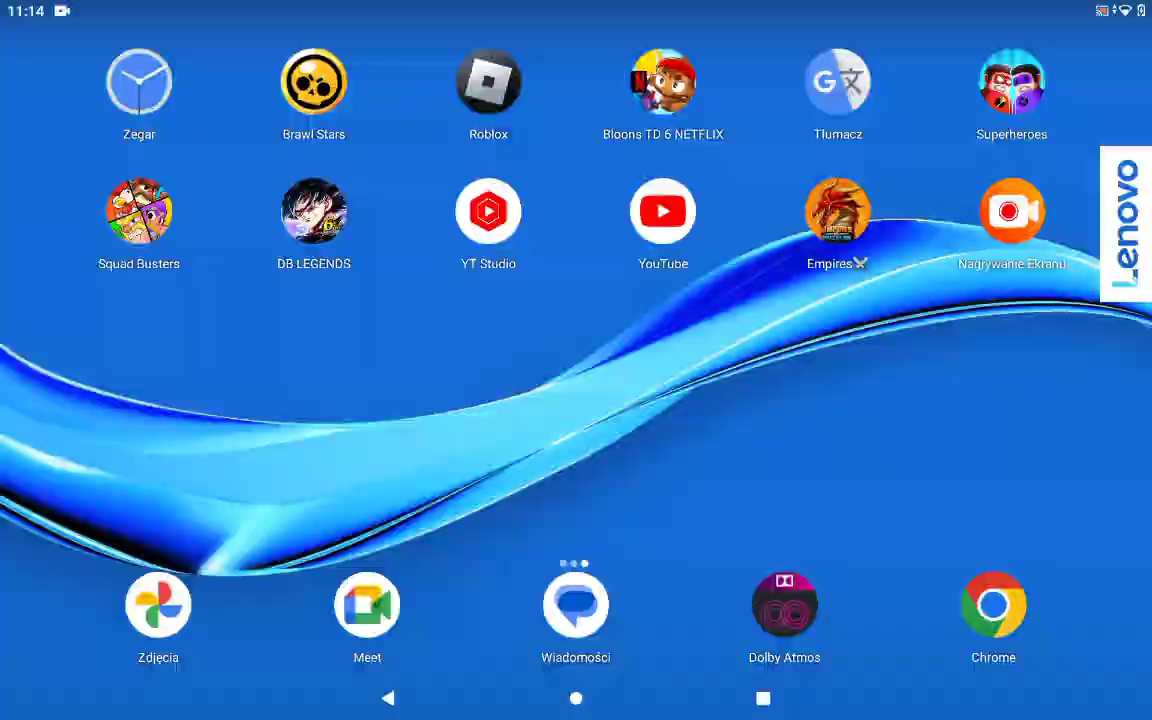 11:14
Zegar
Brawl Stars
Roblox
Bloons TD 6 NETFLIX
Tłumacz
Superheroes
Lenovo
Squad Busters
DB LEGENDS
YT Studio
YouTube
Empires⚔
Nagrywanie Ekranu
Zdjęcia
Meet
Wiadomości
Dolby Atmos
Chrome